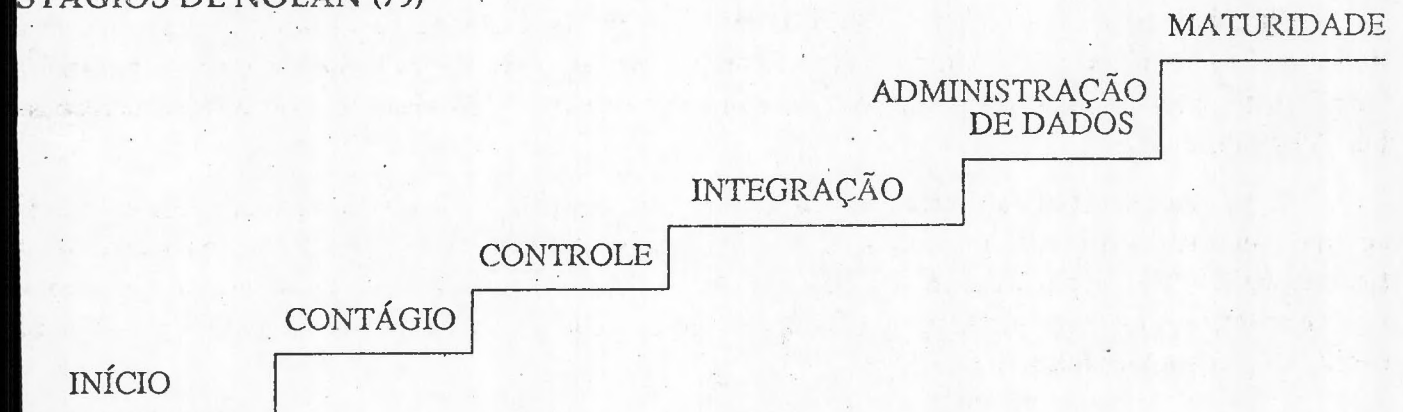 STÁGIOS DE NOLAN (79)
MATURIDADE
ADMINISTRAÇÃO
DE DADOS
INTEGRAÇÃO
CONTROLE
CONTÁGIO
INÍCIO